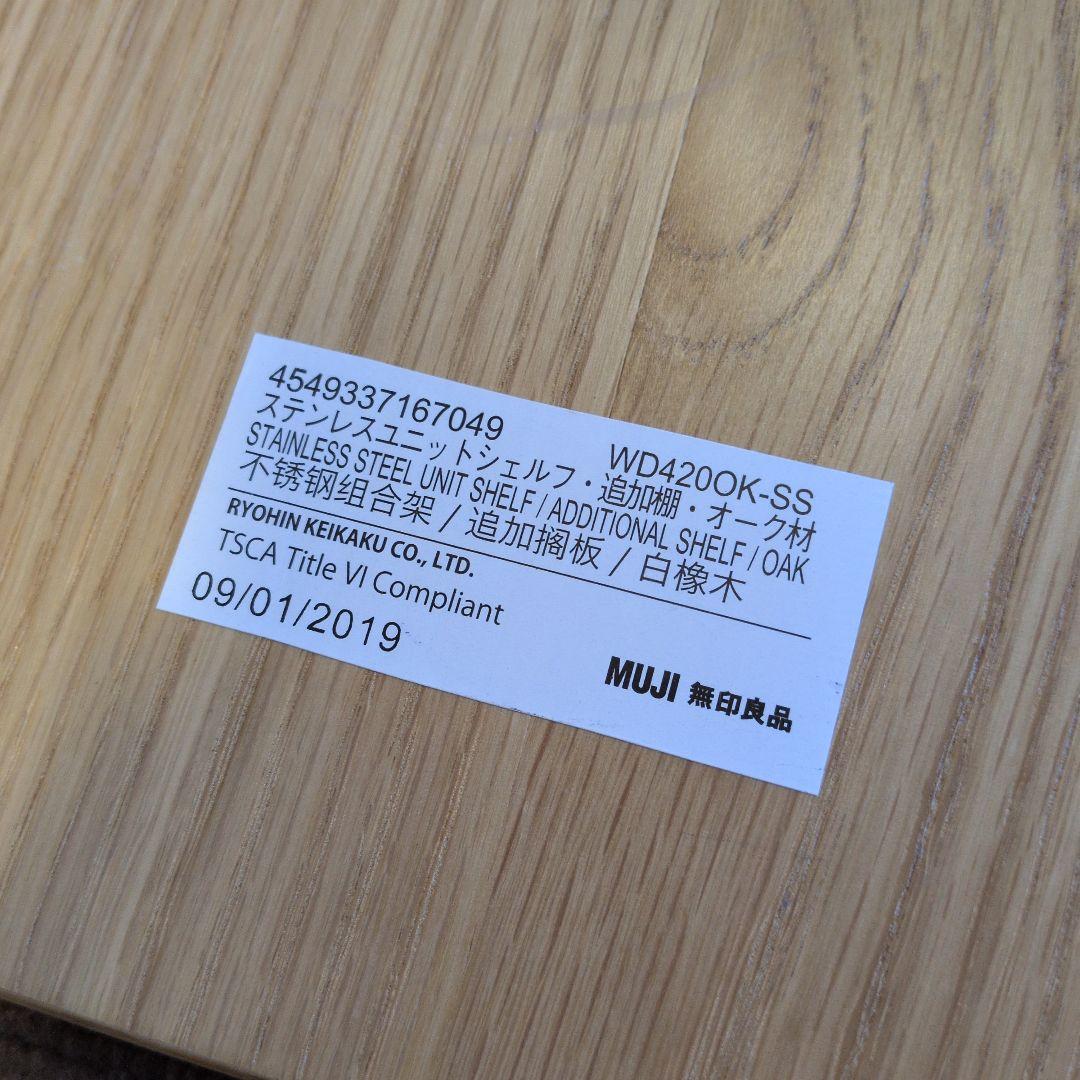 4549337167049 WD420OK-SS
ステンレスユニットシェルフ・追加棚・オーク材
STAINLESS STEEL UNIT SHELF / ADDITIONAL SHELF / OAK
不锈钢组合架 / 追加搁板 / 白橡木
RYOHIN KEIKAKU CO., LTD.
TSCA Title VI Compliant
09/01/2019
MUJI 無印良品